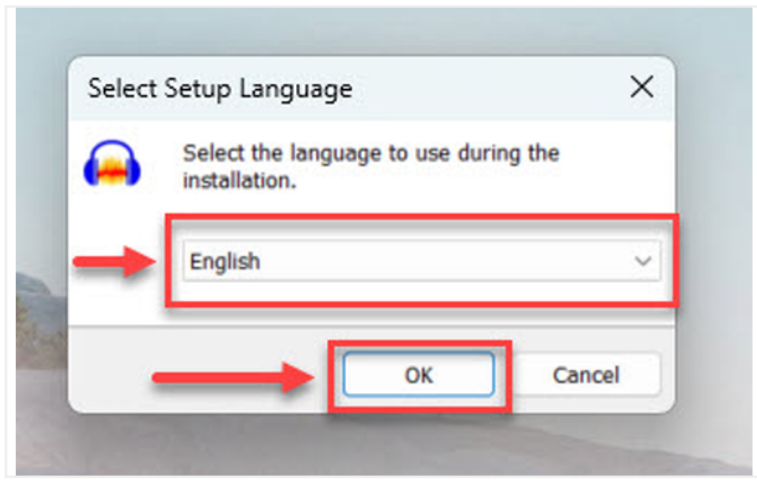 Select Setup Language
Select the language to use during the
installation.
English
OK
Cancel